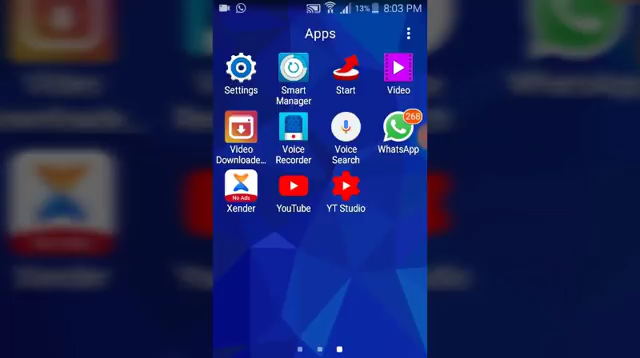 13% 8:03 PM
Apps
Settings
Smart
Manager
Start
Video
268
Video
Downloade...
Voice
Recorder
Voice
Search
WhatsApp
No Ads
Xender
YouTube
YT Studio